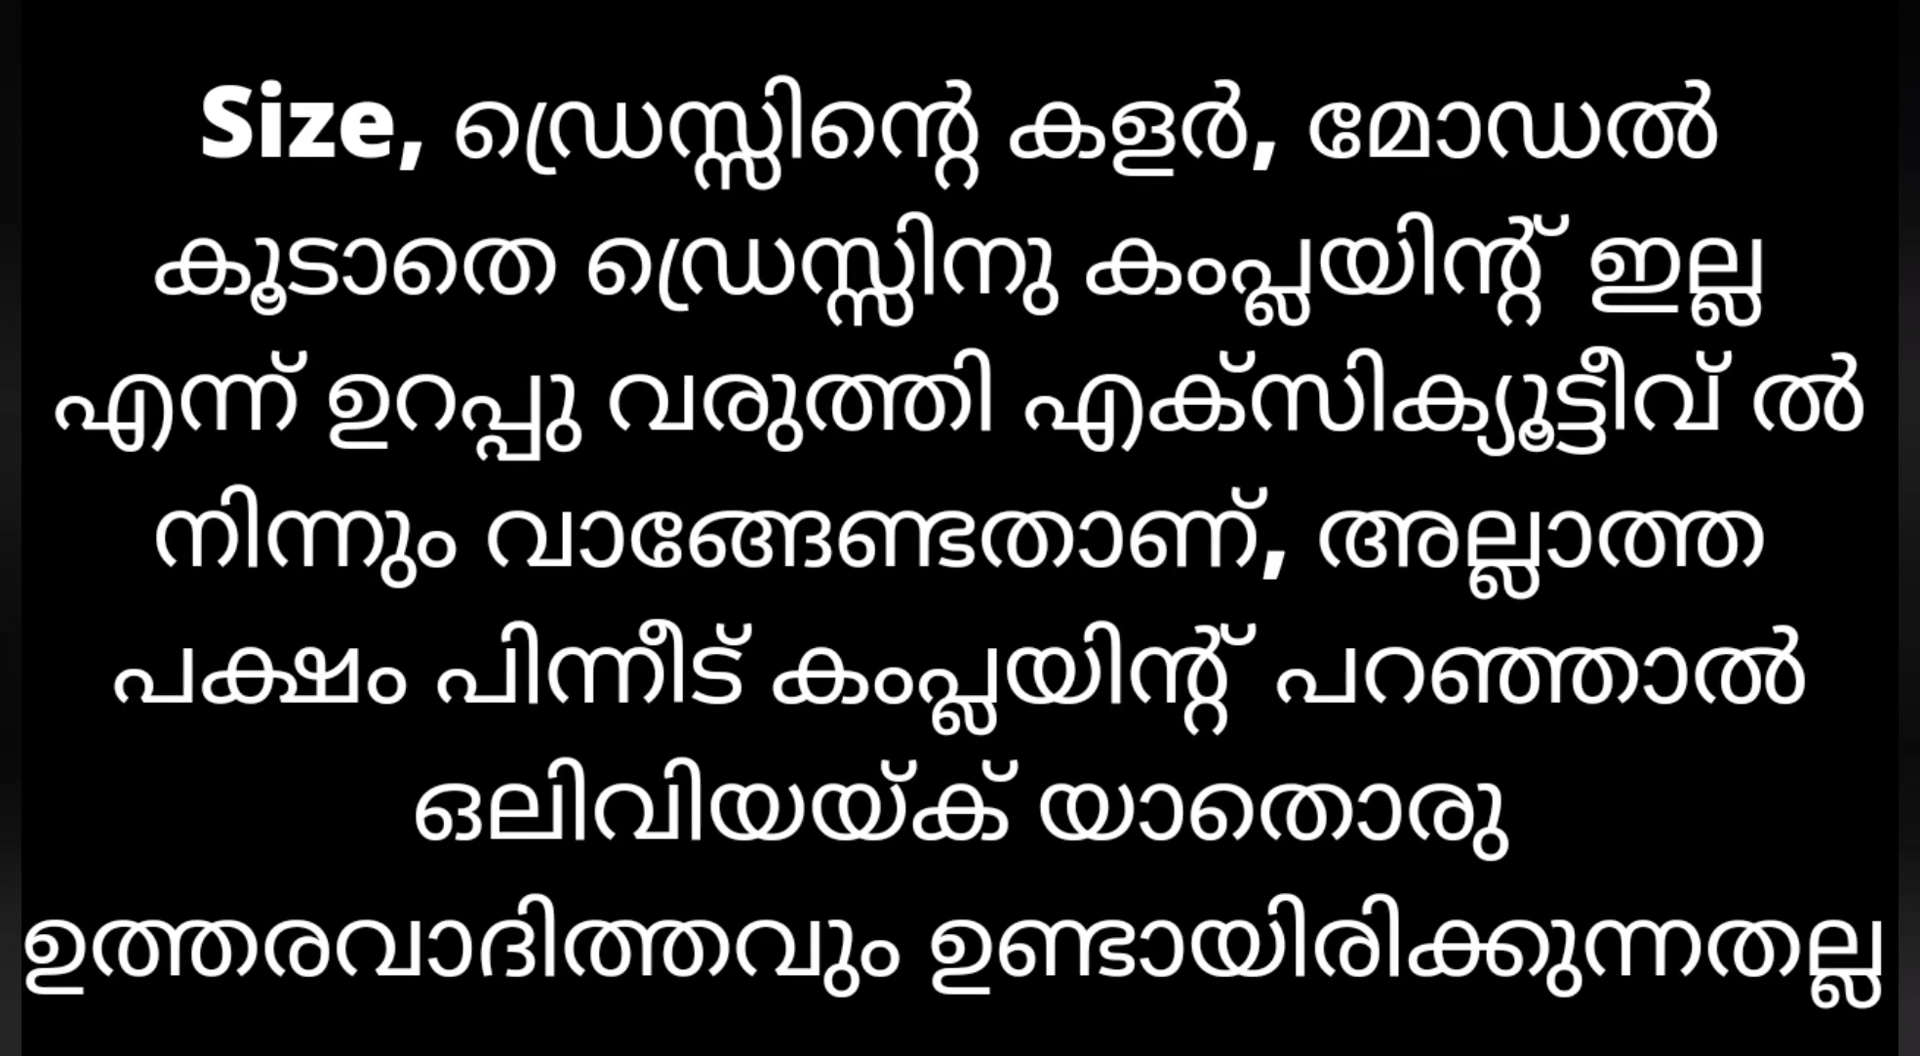 Size, ഡ്രെസ്സിന്റെ കളർ, മോഡൽ
കൂടാതെ ഡ്രെസ്സിനു കംപ്ലയിന്റ് ഇല്ല
എന്ന് ഉറപ്പു വരുത്തി എക്സിക്യൂട്ടീവ് ൽ
നിന്നും വാങ്ങേണ്ടതാണ്, അല്ലാത്ത
പക്ഷം പിന്നീട് കംപ്ലയിന്റ് പറഞ്ഞാൽ
ഒലിവിയയ്ക് യാതൊരു
ഉത്തരവാദിത്തവും ഉണ്ടായിരിക്കുന്നതല്ല